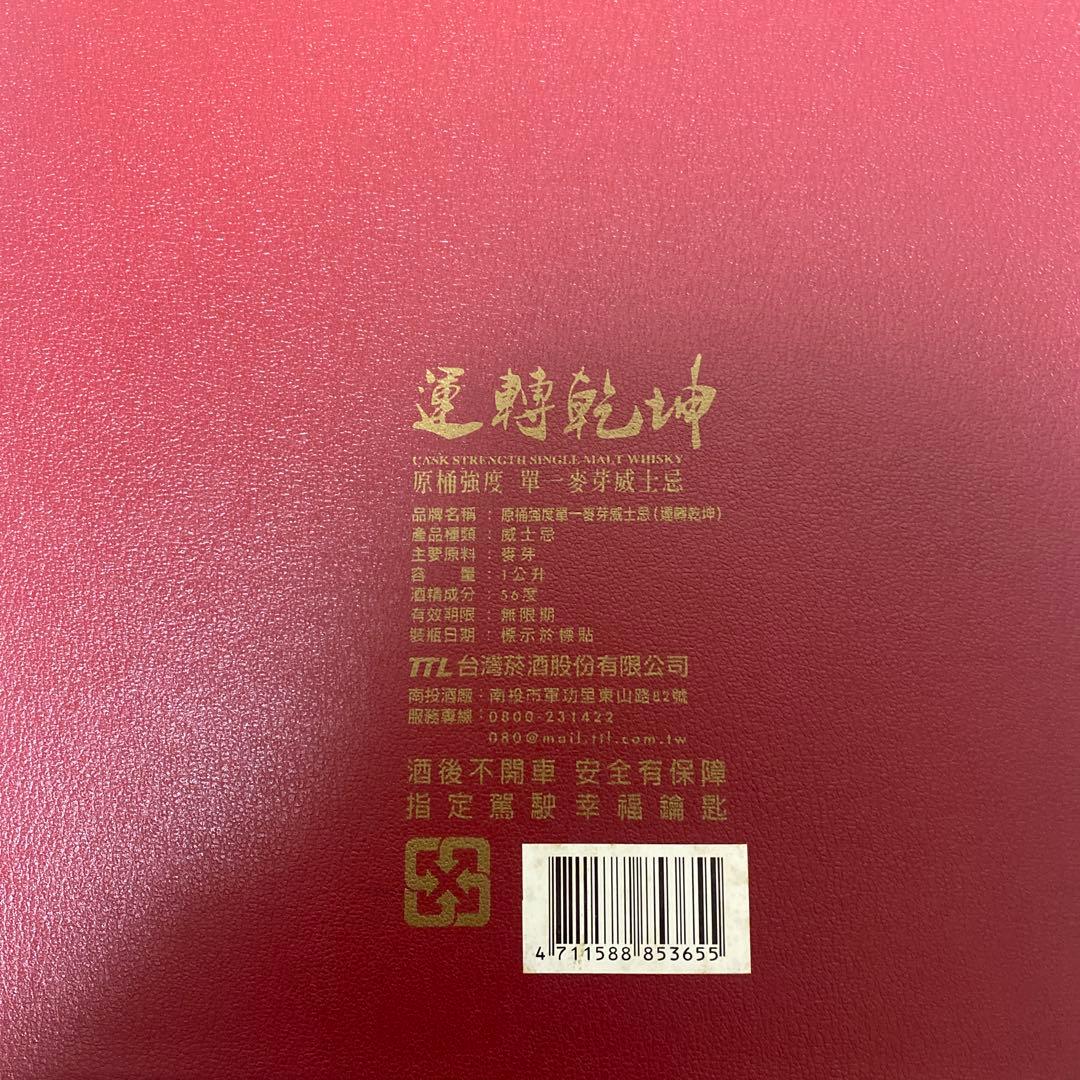 運轉乾坤
CASK STRENGTH SINGLE MALT WHISKY
原桶強度 單一麥芽威士忌
品牌名稱：原桶強度單一麥芽威士忌(運轉乾坤)
產品種類：威士忌
主要原料：麥芽
容　　量：1公升
酒精成分：56度
有效期限：無限期
裝瓶日期：標示於標貼
TTL 台灣菸酒股份有限公司
南投酒廠：南投市軍功里東山路82號
服務專線：0800-231422
080@mail.ttl.com.tw
酒後不開車 安全有保障
指定駕駛幸福鑰匙
4 711588 853655